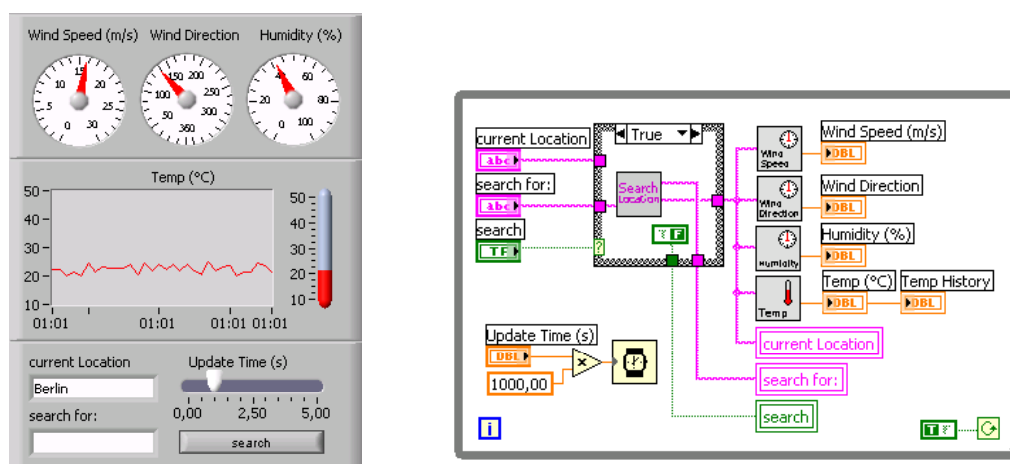 Wind Speed (m/s) Wind Direction Humidity (%)
15
10 20
5 25
0 30
150 200
100 250
50 300
360
40 60
20 80
0 100
Temp (°C)
50
40
30
20
10
01:01 01:01 01:01 01:01
50
40
30
20
10
current Location
Berlin
search for:
Update Time (s)
0,00 2,50 5,00
search
current Location
abc
search for:
abc
search
TF
True
Search
Location
?
F
Wind
Speed
Wind Speed (m/s)
DBL
Wind
Direction
Wind Direction
DBL
Humidity
Humidity (%)
DBL
Temp
Temp (°C) Temp History
DBL DBL
current Location
search for:
search
Update Time (s)
DBL
×
1000,00
i
T